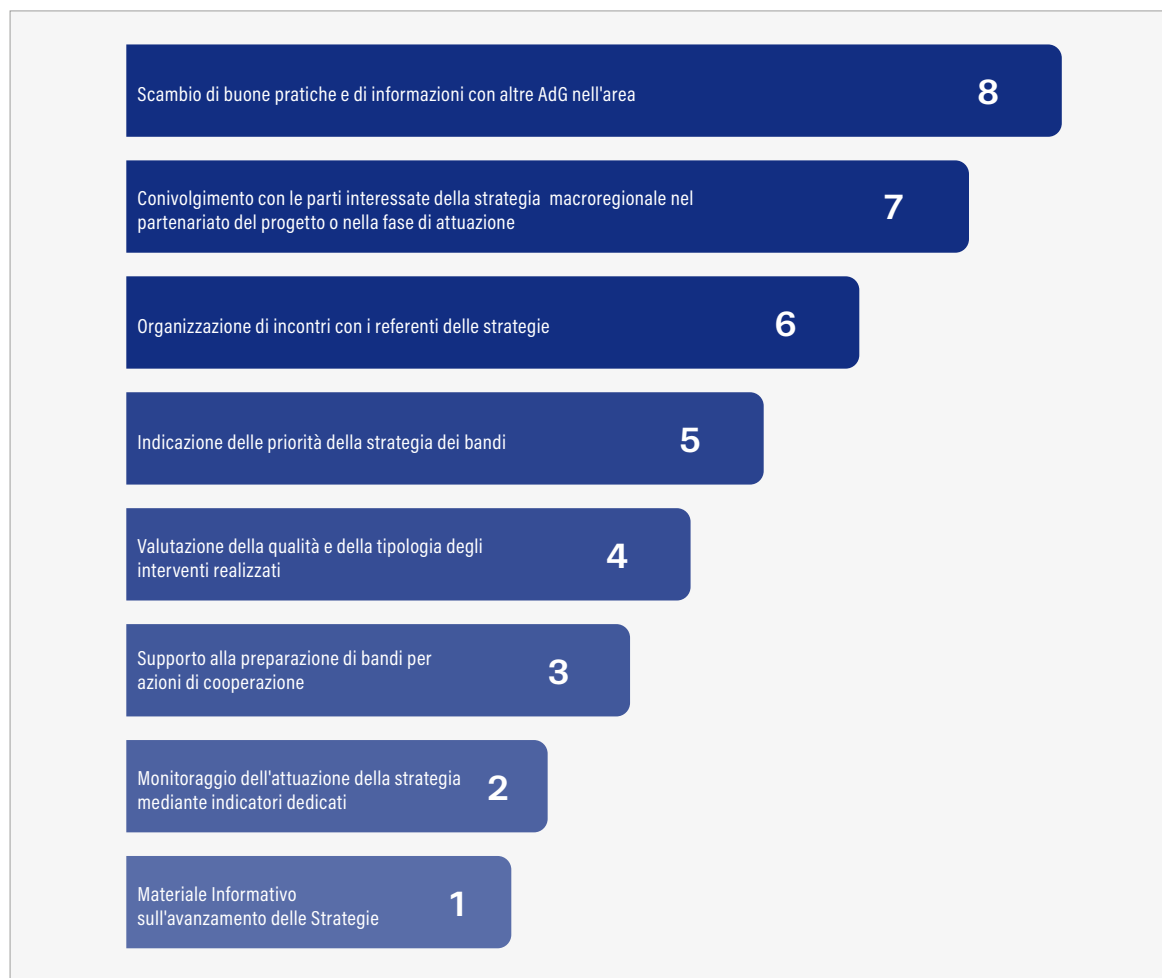 Scambio di buone pratiche e di informazioni con altre AdG nell'area
8
Conivolgimento con le parti interessate della strategia  macroregionale nel
partenariato del progetto o nella fase di attuazione
7
Organizzazione di incontri con i referenti delle strategie
6
Indicazione delle priorità della strategia dei bandi
5
Valutazione della qualità e della tipologia degli
interventi realizzati
4
Supporto alla preparazione di bandi per
azioni di cooperazione
3
Monitoraggio dell'attuazione della strategia
mediante indicatori dedicati
2
Materiale Informativo
sull'avanzamento delle Strategie
1